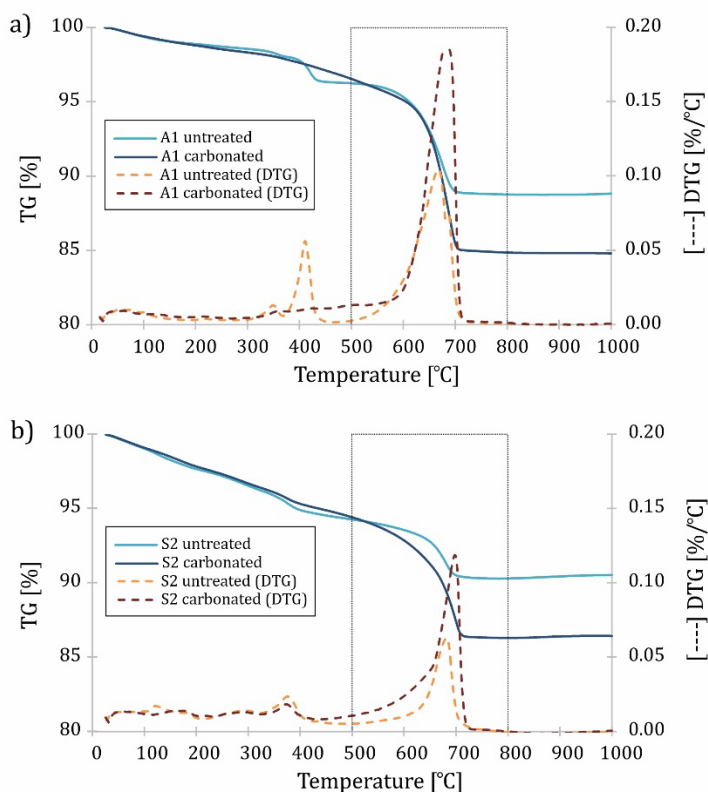 a)
100
95
90
85
80
TG [%]
A1 untreated
A1 carbonated
A1 untreated (DTG)
A1 carbonated (DTG)
0.20
0.15
0.10
0.05
0.00
[----] DTG [%/°C]
0 100 200 300 400 500 600 700 800 900 1000
Temperature [°C]
b)
100
95
90
85
80
TG [%]
S2 untreated
S2 carbonated
S2 untreated (DTG)
S2 carbonated (DTG)
0.20
0.15
0.10
0.05
0.00
[----] DTG [%/°C]
0 100 200 300 400 500 600 700 800 900 1000
Temperature [°C]